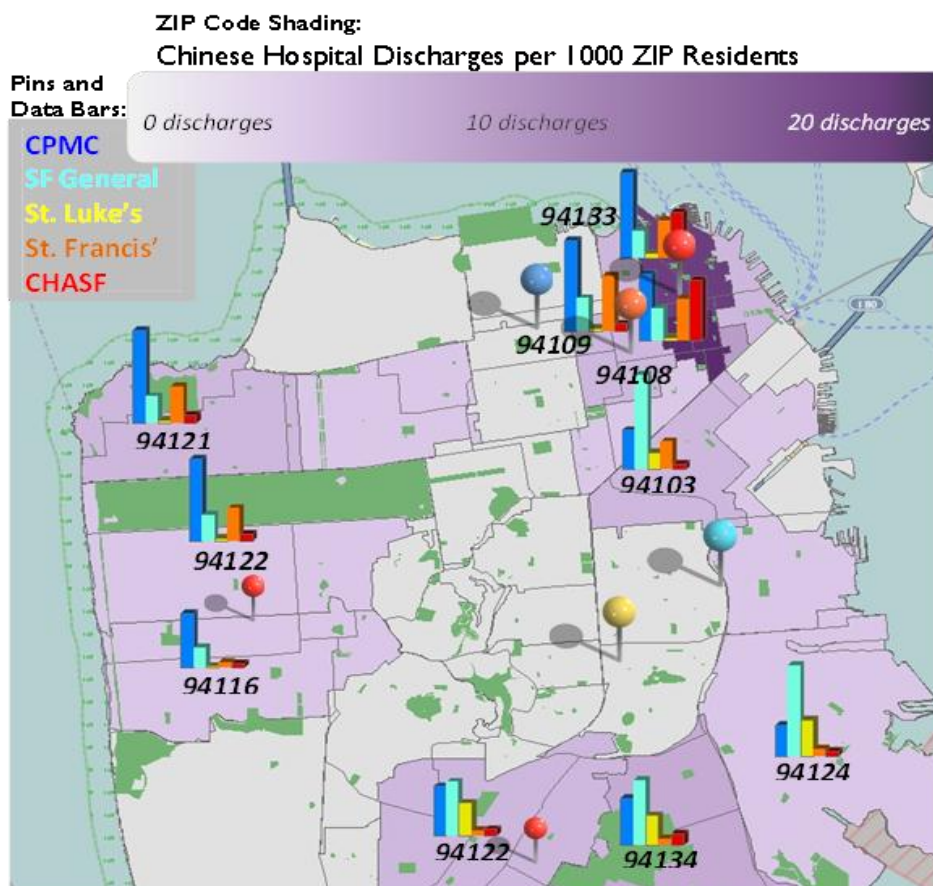 ZIP Code Shading:
Chinese Hospital Discharges per 1000 ZIP Residents
Pins and
Data Bars:
0 discharges
10 discharges
20 discharges
CPMC
SF General
St. Luke's
St. Francis'
CHASF
94133
I 80
94109
94108
94121
94103
94122
94116
94124
94122
94134